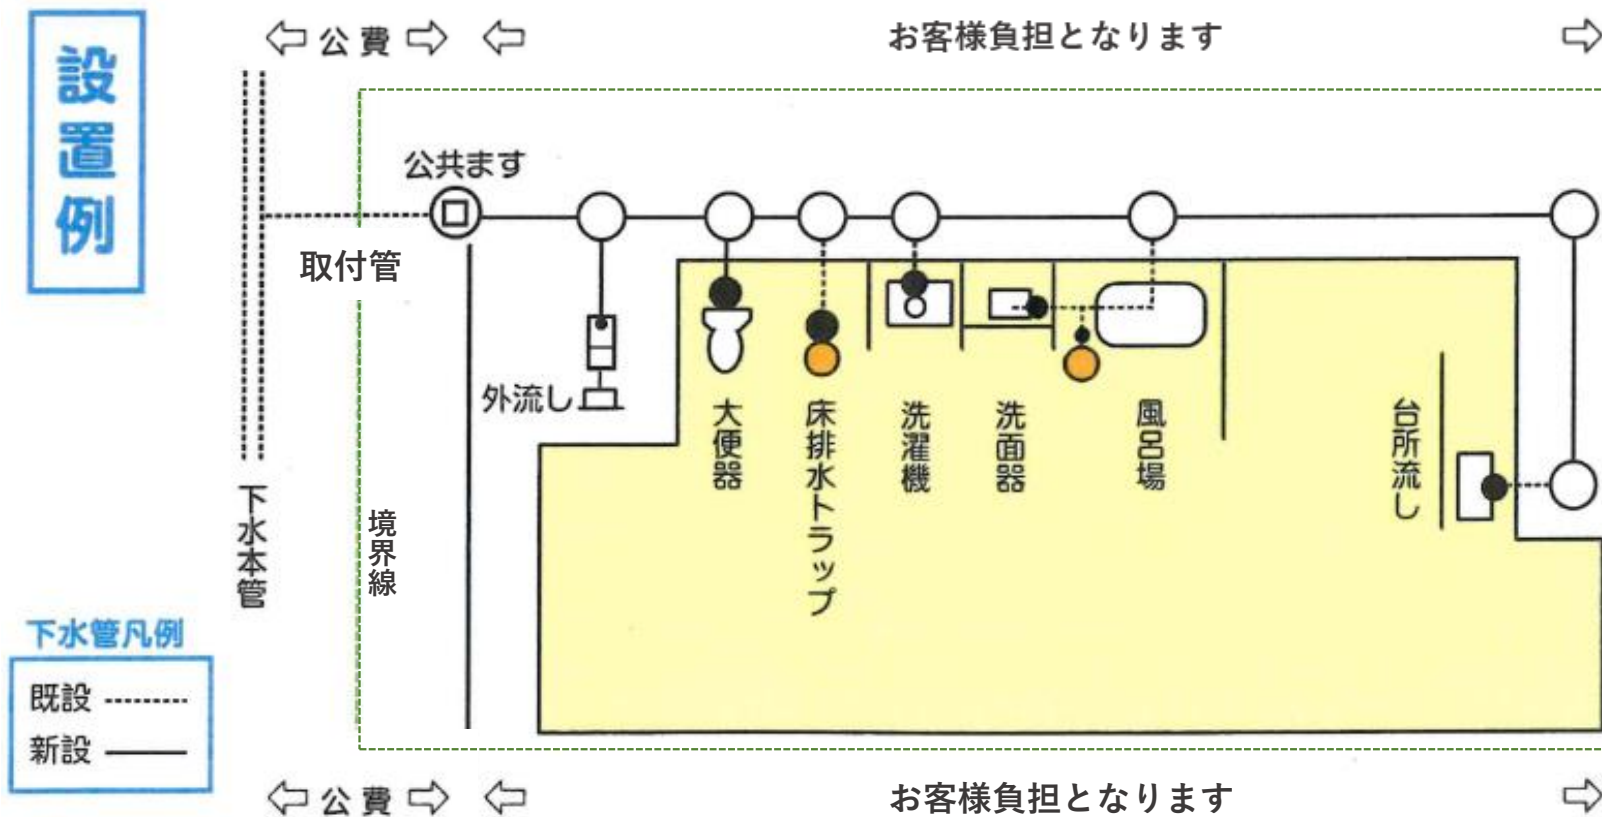 設置例
公費
お客様負担となります
公共ます
取付管
外流し
大便器
床排水トラップ
洗濯機
洗面器
風呂場
台所流し
下水本管
境界線
下水管凡例
既設
新設
公費
お客様負担となります